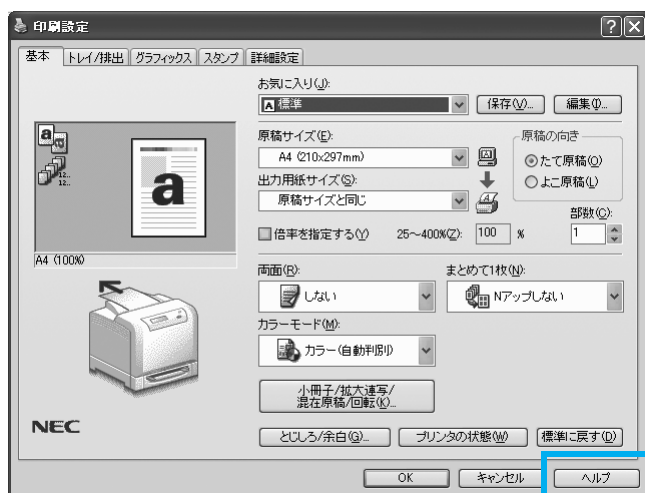 印刷設定
基本 トレイ/排出 グラフィックス スタンプ 詳細設定
お気に入り(J):
標準 保存(V)... 編集(I)...
原稿サイズ(E):
A4 (210x297mm)
出力用紙サイズ(S):
原稿サイズと同じ
倍率を指定する(Y) 25～400%(Z): 100 %
原稿の向き
たて原稿(O)
よこ原稿(L)
部数(C):
1
A4 (100%)
両面(R): まとめて1枚(N):
しない Nアップしない
カラーモード(M):
カラー(自動判別)
小冊子/拡大連写/
混在原稿/回転(K)...
NEC
とじしろ/余白(G)... プリンタの状態(W) 標準に戻す(D)
OK キャンセル ヘルプ